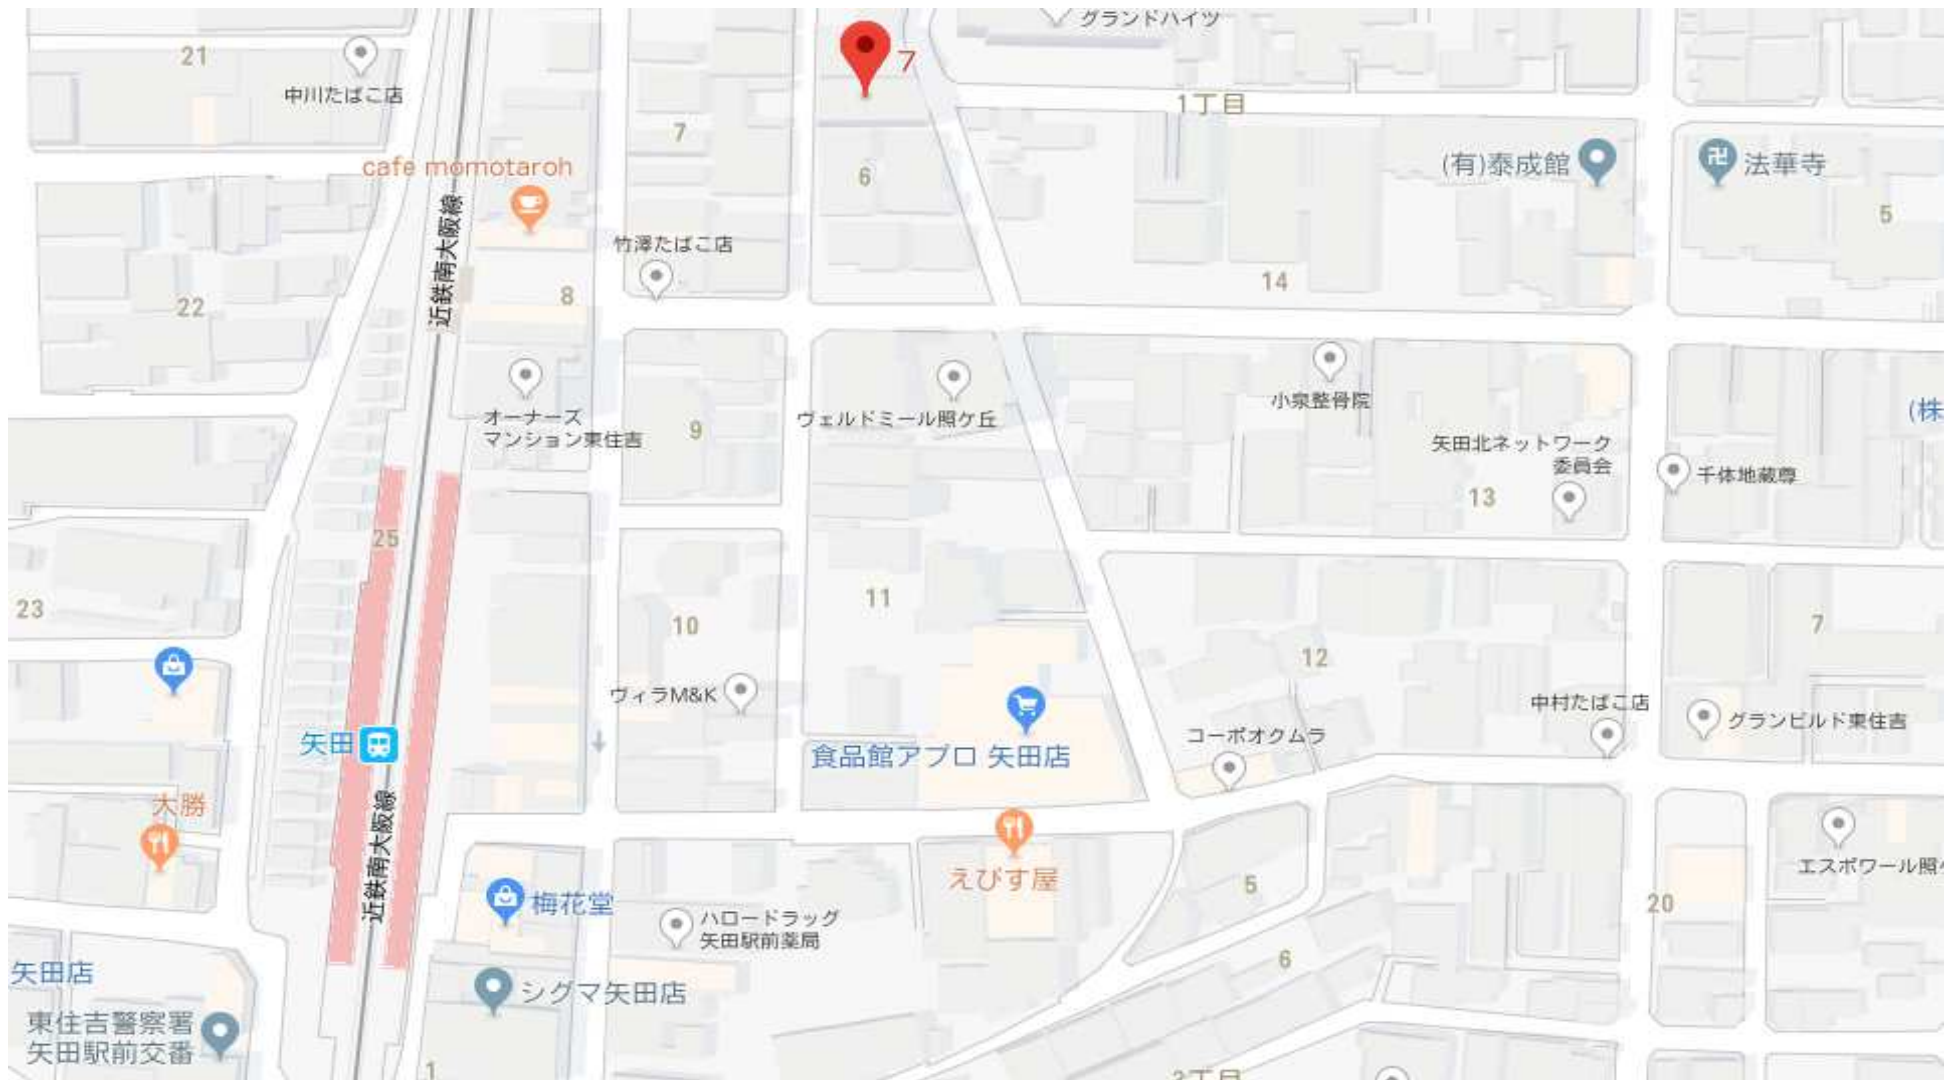 グランドハイツ
21
中川たばこ店
7
1丁目
7
cafe momotaroh
6
(有)泰成館
法華寺
5
近鉄南大阪線
竹澤たばこ店
8
14
22
小泉整骨院
オーナーズ
マンション東住吉
9
ヴェルドミール照ケ丘
(株
矢田北ネットワーク
委員会
千体地蔵尊
13
25
23
10
11
12
7
ヴィラM&K
中村たばこ店
グランビルド東住吉
矢田
食品館アプロ 矢田店
コーポオクムラ
大勝
近鉄南大阪線
えびす屋
5
エスポワール照ケ
梅花堂
ハロードラッグ
矢田駅前薬局
20
6
矢田店
シグマ矢田店
東住吉警察署
矢田駅前交番
1